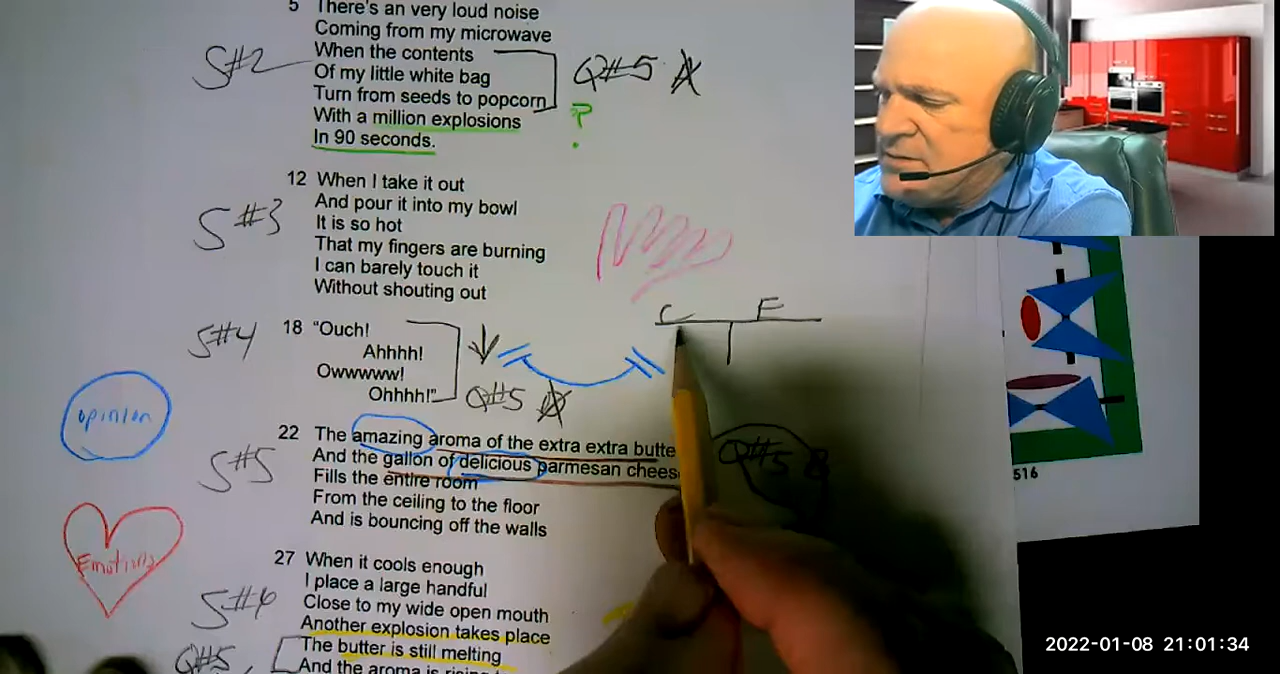 5 There's an very loud noise
Coming from my microwave
When the contents
S#2
Of my little white bag
Q#5 A
Turn from seeds to popcorn
With a million explosions
?
In 90 seconds.
12 When I take it out
And pour it into my bowl
S#3
It is so hot
That my fingers are burning
I can barely touch it
Without shouting out
C E
S#4
18 "Ouch!
Ahhhh!
Owwwww!
Ohhhh!"
Q#5
opinion
22 The amazing aroma of the extra extra butte
And the gallon of delicious parmesan chees
Q#5 B
S#5
Fills the entire room
From the ceiling to the floor
And is bouncing off the walls
516
27 When it cools enough
Emotions
I place a large handful
S#6
Close to my wide open mouth
Another explosion takes place
Q#5
The butter is still melting
And the aroma is
2022-01-08 21:01:34